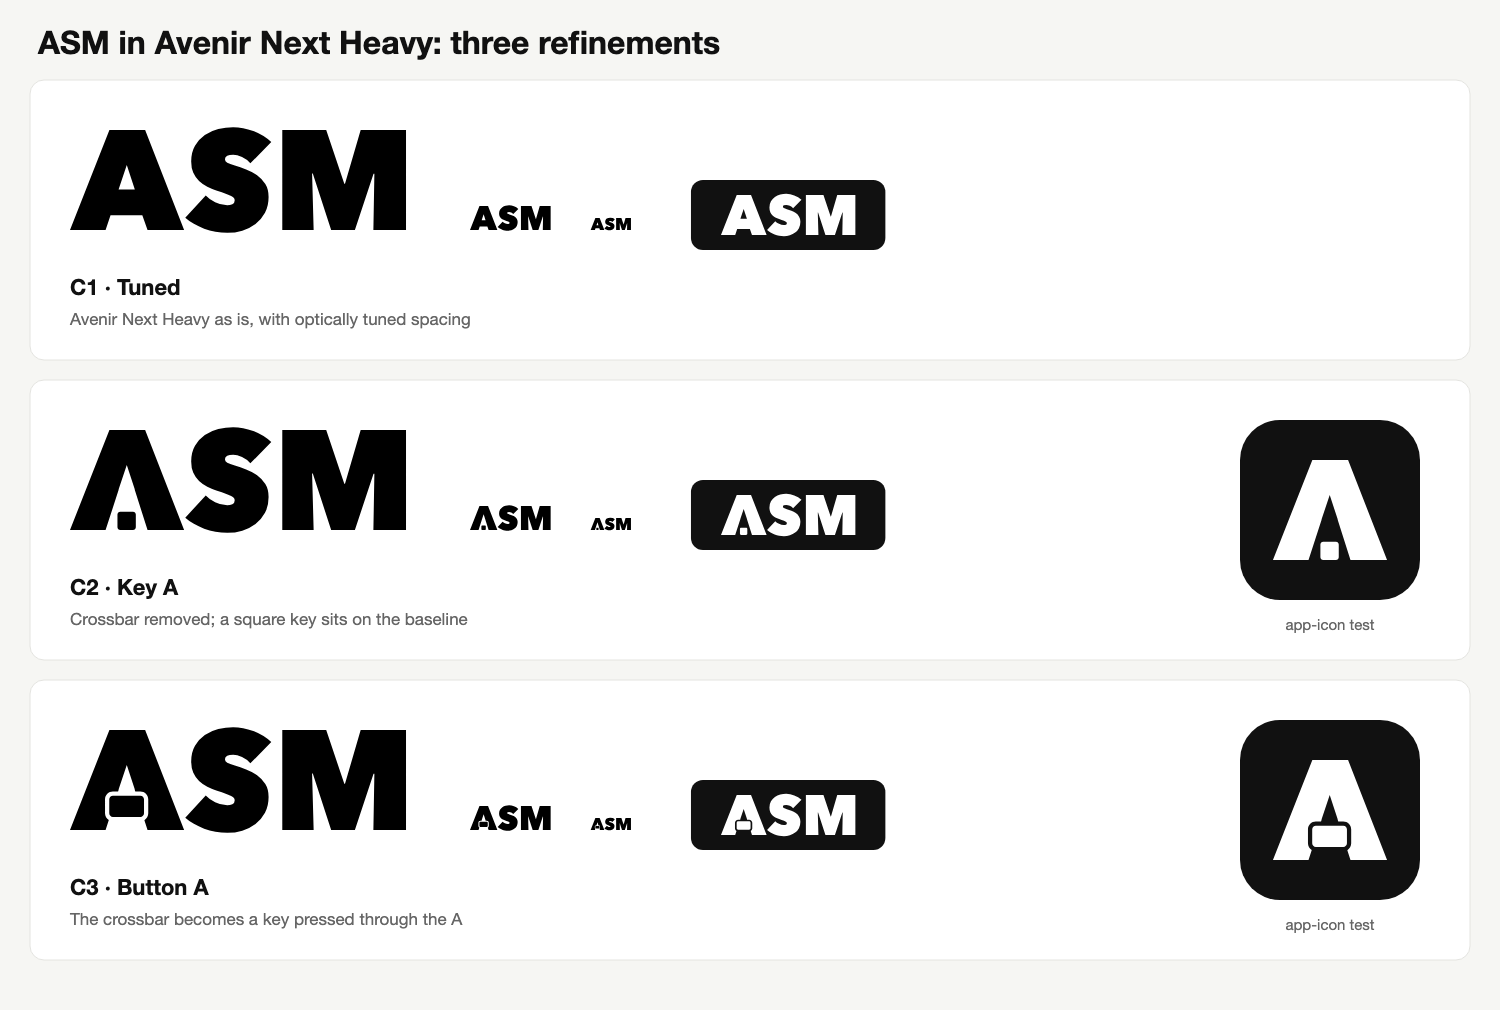 ASM in Avenir Next Heavy: three refinements
ASM ASM ASM ASM
C1 · Tuned
Avenir Next Heavy as is, with optically tuned spacing
ASM ASM ASM ASM A
C2 · Key A
Crossbar removed; a square key sits on the baseline
app-icon test
ASM ASM ASM ASM A
C3 · Button A
The crossbar becomes a key pressed through the A
app-icon test